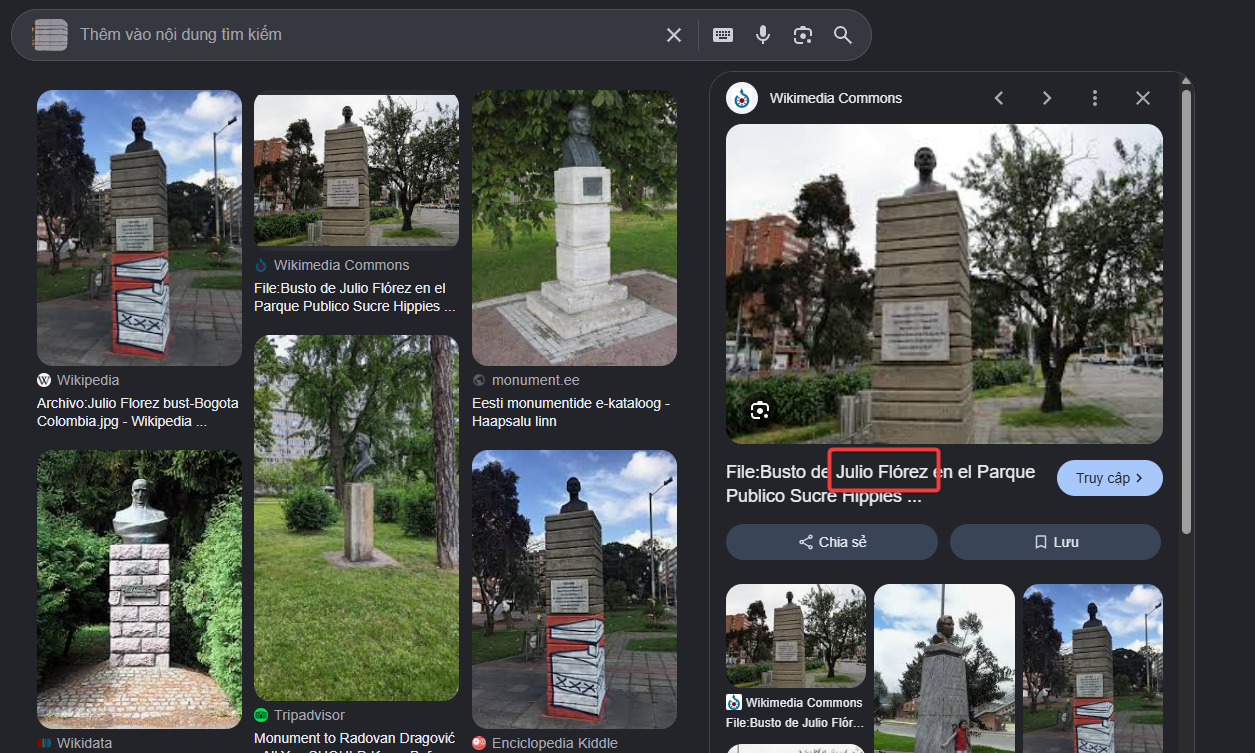 Thêm vào nội dung tìm kiếm
Wikipedia
Archivo:Julio Florez bust-Bogota
Colombia.jpg - Wikipedia ...
Wikidata
Wikimedia Commons
File:Busto de Julio Flórez en el
Parque Publico Sucre Hippies ...
Tripadvisor
Monument to Radovan Dragović
monument.ee
Eesti monumentide e-kataloog -
Haapsalu linn
Enciclopedia Kiddle
Wikimedia Commons
File:Busto de Julio Flórez en el Parque
Publico Sucre Hippies ...
Truy cập
Chia sẻ
Lưu
Wikimedia Commons
File:Busto de Julio Flór...